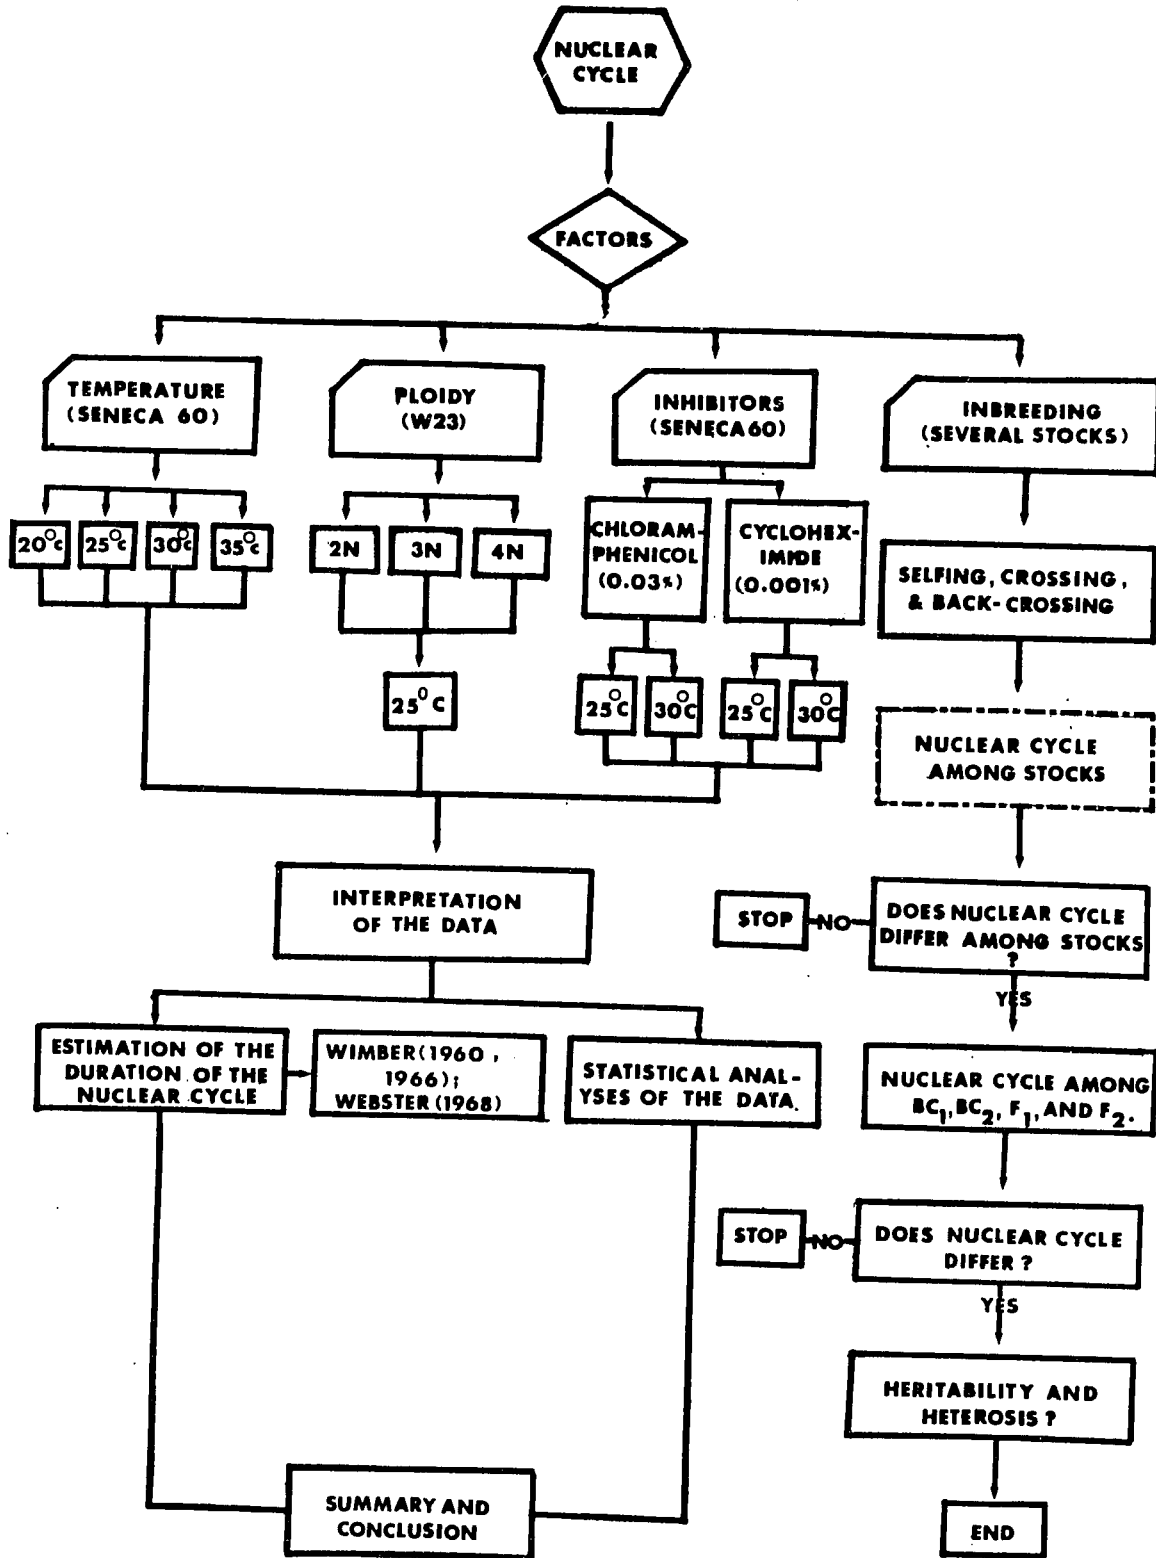 NUCLEAR
CYCLE
FACTORS
TEMPERATURE
(SENECA 60)
PLOIDY
(W23)
INHIBITORS
(SENECA 60)
INBREEDING
(SEVERAL STOCKS)
20°C
25°C
30°C
35°C
2N
3N
4N
25°C
CHLORAM-
PHENICOL
(0.03%)
CYCLOHEX-
IMIDE
(0.001%)
25°C
30°C
25°C
30°C
SELFING, CROSSING,
& BACK-CROSSING
NUCLEAR CYCLE
AMONG STOCKS
INTERPRETATION
OF THE DATA
STOP
NO
DOES NUCLEAR CYCLE
DIFFER AMONG STOCKS
?
YES
ESTIMATION OF THE
DURATION OF THE
NUCLEAR CYCLE
WIMBER (1960,
1966);
WEBSTER (1968)
STATISTICAL ANAL-
YSES OF THE DATA.
NUCLEAR CYCLE AMONG
BC₁, BC₂, F₁, AND F₂.
STOP
NO
DOES NUCLEAR CYCLE
DIFFER ?
YES
HERITABILITY AND
HETEROSIS ?
SUMMARY AND
CONCLUSION
END